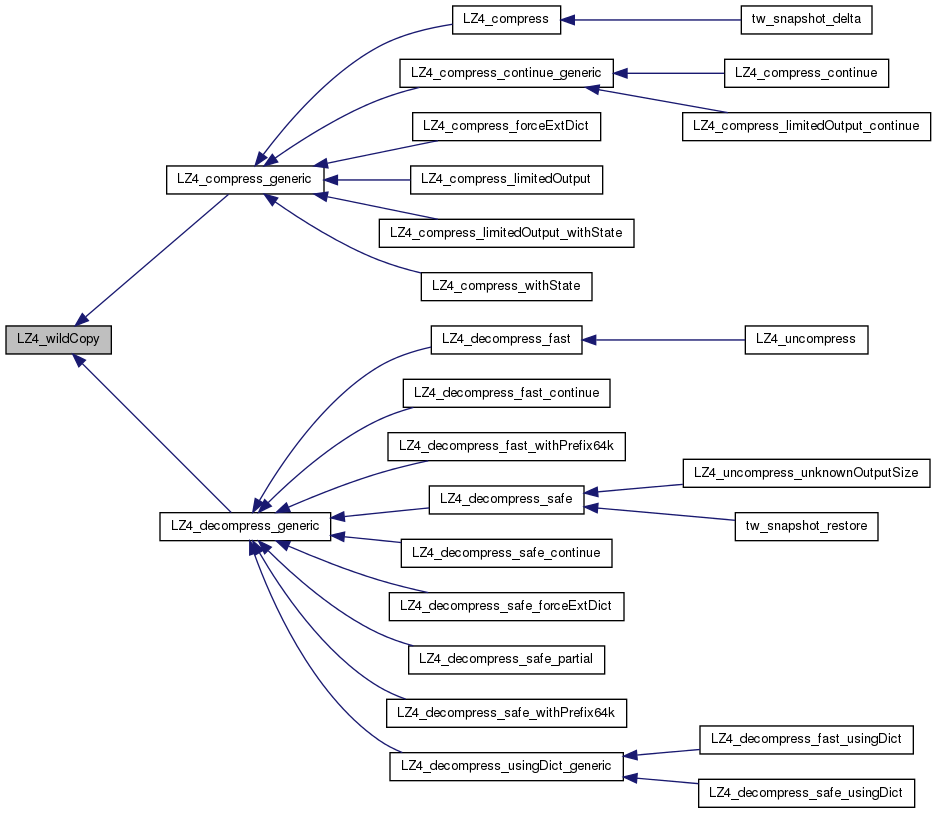 LZ4_compress
tw_snapshot_delta
LZ4_compress_continue_generic
LZ4_compress_continue
LZ4_compress_forceExtDict
LZ4_compress_limitedOutput_continue
LZ4_compress_generic
LZ4_compress_limitedOutput
LZ4_compress_limitedOutput_withState
LZ4_compress_withState
LZ4_wildCopy
LZ4_decompress_fast
LZ4_uncompress
LZ4_decompress_fast_continue
LZ4_decompress_fast_withPrefix64k
LZ4_uncompress_unknownOutputSize
LZ4_decompress_safe
LZ4_decompress_generic
tw_snapshot_restore
LZ4_decompress_safe_continue
LZ4_decompress_safe_forceExtDict
LZ4_decompress_safe_partial
LZ4_decompress_safe_withPrefix64k
LZ4_decompress_fast_usingDict
LZ4_decompress_usingDict_generic
LZ4_decompress_safe_usingDict